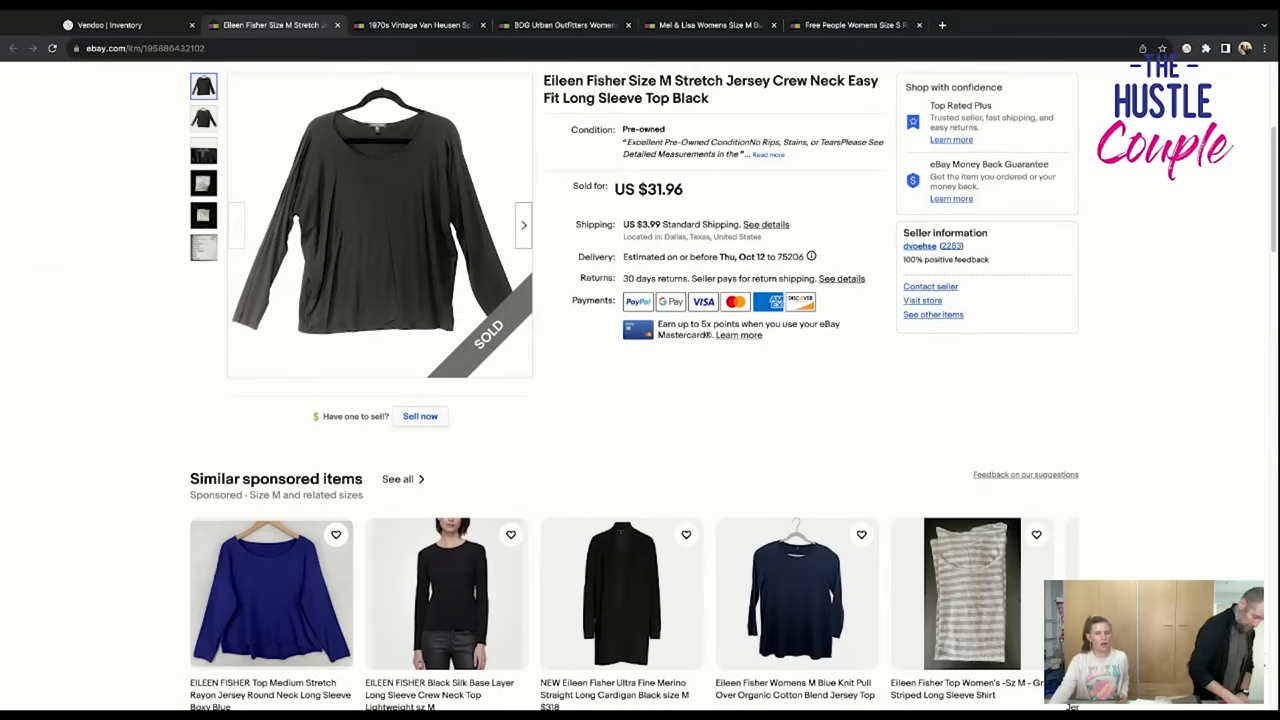 Vendoo | Inventory
Eileen Fisher Size M Stretch J
1970s Vintage Van Heusen Sp
BDG Urban Outfitters Women
Mel & Lisa Womens Size M Bu
Free People Womens Size S R
ebay.com/itm/195886432102
THE
HUSTLE
Couple
Eileen Fisher Size M Stretch Jersey Crew Neck Easy
Fit Long Sleeve Top Black
Condition: Pre-owned
"Excellent Pre-Owned ConditionNo Rips, Stains, or TearsPlease See
Detailed Measurements in the"... Read more
Sold for: US $31.96
Shipping: US $3.99 Standard Shipping. See details
Located in: Dallas, Texas, United States
Delivery: Estimated on or before Thu, Oct 12 to 75206
Returns: 30 days returns. Seller pays for return shipping. See details
Payments: PayPal G Pay VISA DISCOVER
Earn up to 5x points when you use your eBay
Mastercard®. Learn more
SOLD
Shop with confidence
Top Rated Plus
Trusted seller, fast shipping, and
easy returns.
Learn more
eBay Money Back Guarantee
Get the item you ordered or your
money back.
Learn more
Seller information
dvoehse (2283)
100% positive feedback
Contact seller
Visit store
See other items
Have one to sell? Sell now
Similar sponsored items See all
Feedback on our suggestions
Sponsored · Size M and related sizes
EILEEN FISHER Top Medium Stretch
Rayon Jersey Round Neck Long Sleeve
Boxy Blue
EILEEN FISHER Black Silk Base Layer
Long Sleeve Crew Neck Top
Lightweight sz M
NEW Eileen Fisher Ultra Fine Merino
Straight Long Cardigan Black size M
$318
Eileen Fisher Womens M Blue Knit Pull
Over Organic Cotton Blend Jersey Top
Eileen Fisher Top Women's -Sz M - Gr
Striped Long Sleeve Shirt
Jer